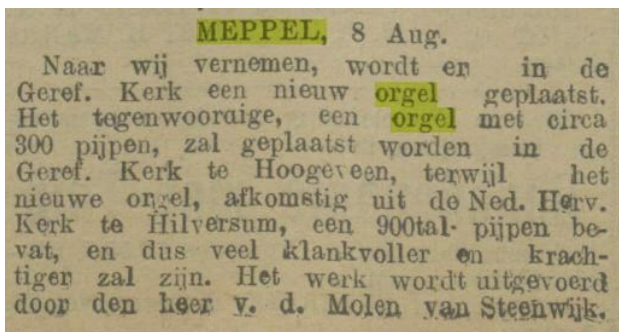 MEPPEL, 8 Aug.
Naar wij vernemen, wordt er in de
Geref. Kerk een nieuw orgel geplaatst.
Het tegenwooraige, een orgel met circa
300 pijpen, zal geplaatst worden in de
Geref. Kerk te Hoogeveen, terwijl het
nieuwe orgel, afkomstig uit de Ned. Herv.
Kerk te Hilversum, een 900tal pijpen be-
vat, en dus veel klankvoller en krach-
tiger zal zijn. Het werk wordt uitgevoerd
door den heer v. d. Molen van Steenwijk.